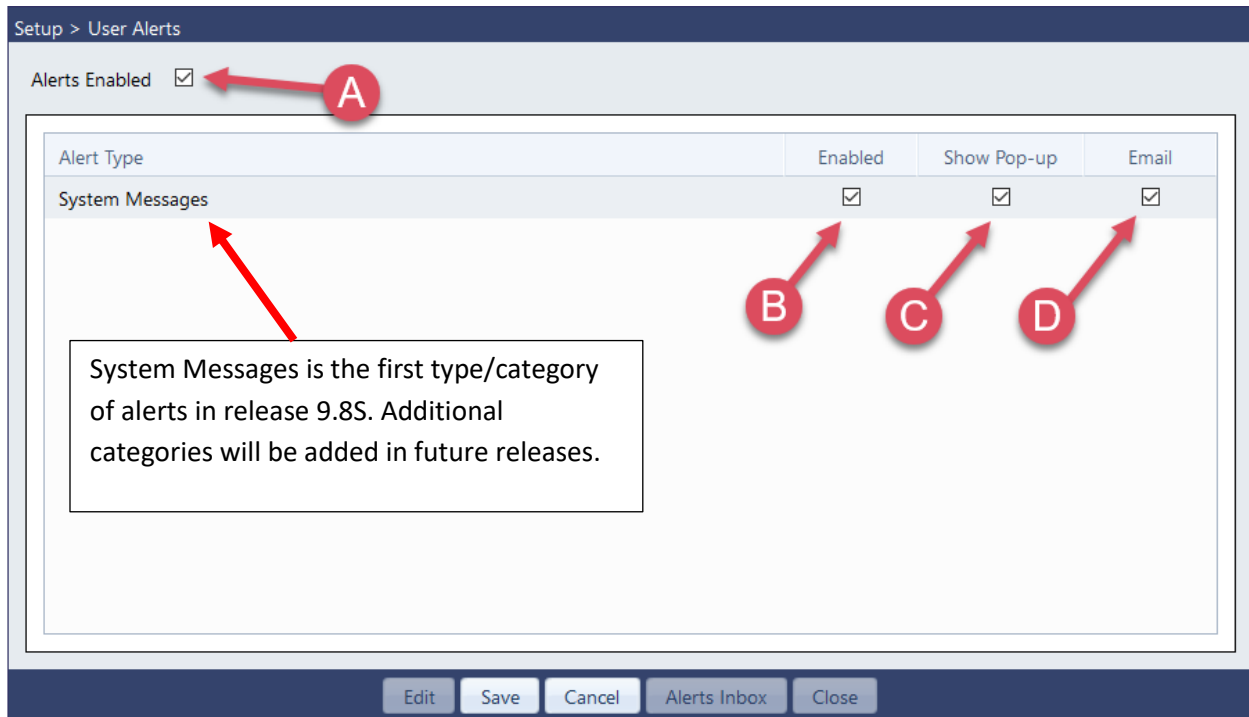 Setup > User Alerts
Alerts Enabled
A
Alert Type Enabled Show Pop-up Email
System Messages
B
C
D
System Messages is the first type/category
of alerts in release 9.8S. Additional
categories will be added in future releases.
Edit Save Cancel Alerts Inbox Close